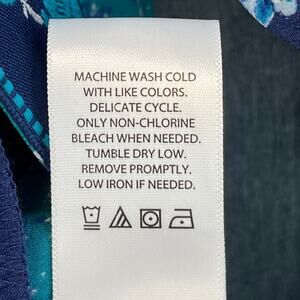 MACHINE WASH COLD
WITH LIKE COLORS.
DELICATE CYCLE.
ONLY NON-CHLORINE
BLEACH WHEN NEEDED.
TUMBLE DRY LOW.
REMOVE PROMPTLY.
LOW IRON IF NEEDED.